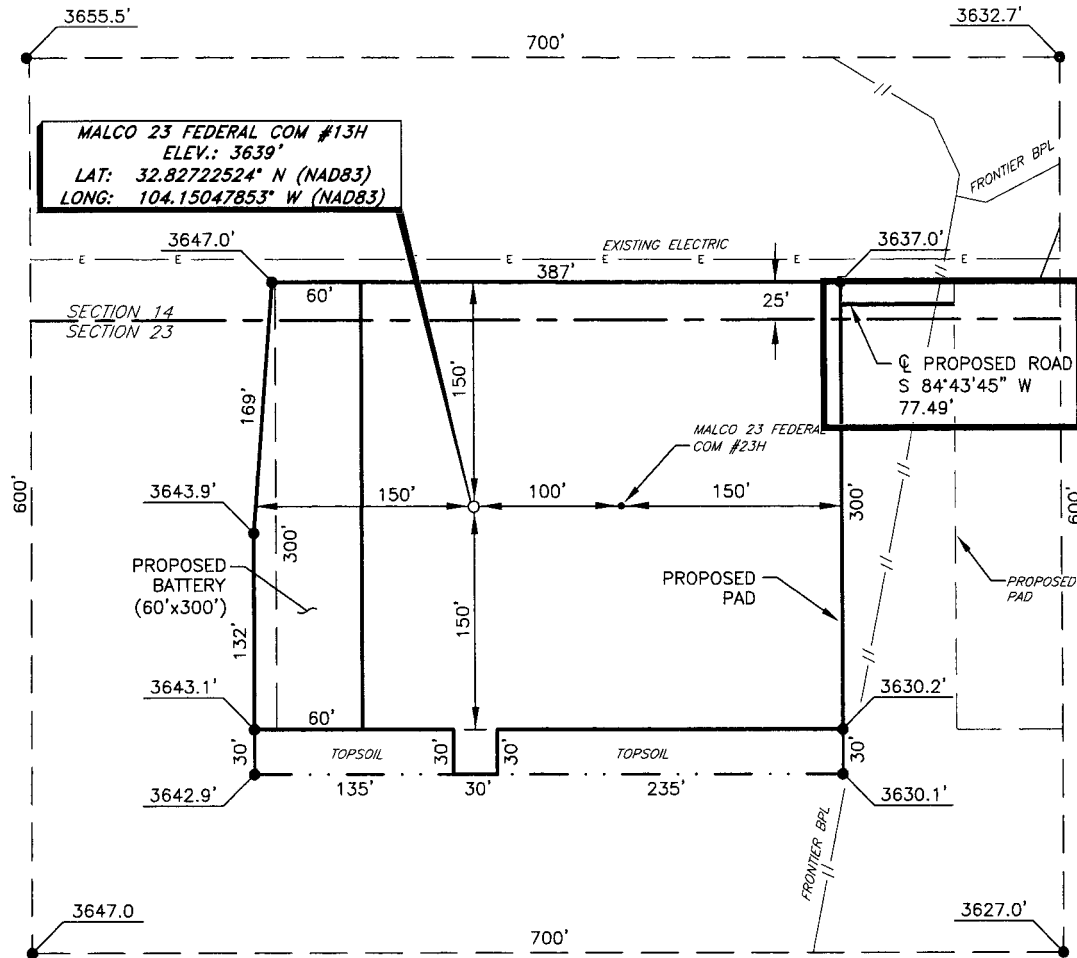 3655.5'
3632.7'
700'
MALCO 23 FEDERAL COM #13H
ELEV.: 3639'
LAT: 32.82722524° N (NAD83)
LONG: 104.15047853° W (NAD83)
FRONTIER BPL
3647.0'
EXISTING ELECTRIC
3637.0'
E E E E E E E E
387'
60'
25'
SECTION 14
SECTION 23
℄ PROPOSED ROAD
S 84°43'45" W
77.49'
150'
169'
MALCO 23 FEDERAL
COM #23H
3643.9'
150'
100'
150'
300'
600'
600'
300'
PROPOSED
BATTERY
(60'x300')
PROPOSED
PAD
PROPOSED
PAD
150'
132'
3643.1'
3630.2'
60'
30'
TOPSOIL
30'
30'
TOPSOIL
30'
135'
30'
235'
3642.9'
3630.1'
FRONTIER BPL
3647.0
3627.0'
700'